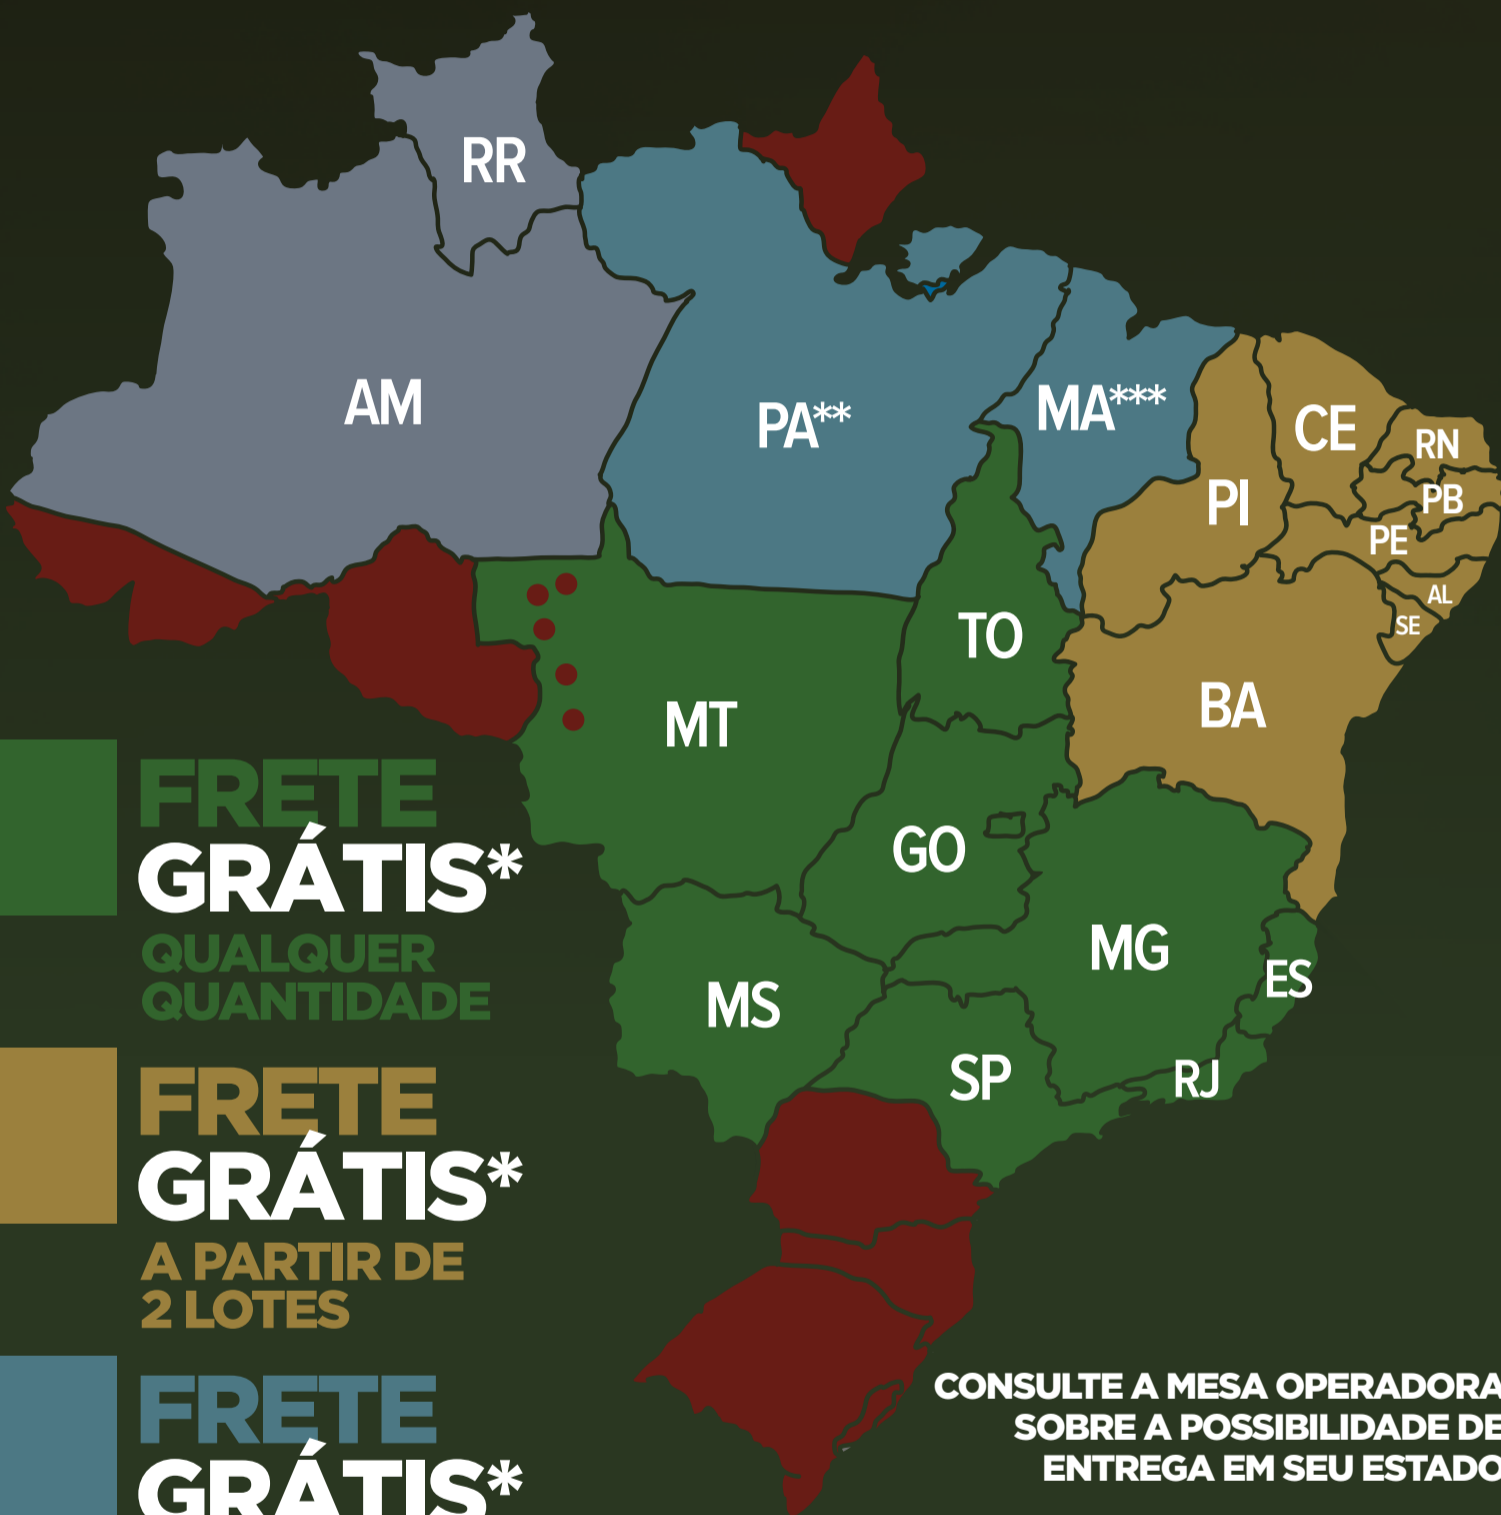 RR
AM
PA**
MA***
CE
RN
PI
PB
PE
AL
SE
TO
BA
MT
GO
MG
ES
MS
SP
RJ
FRETE
GRÁTIS*
QUALQUER
QUANTIDADE
FRETE
GRÁTIS*
A PARTIR DE
2 LOTES
FRETE
GRÁTIS*
CONSULTE A MESA OPERADORA
SOBRE A POSSIBILIDADE DE
ENTREGA EM SEU ESTADO